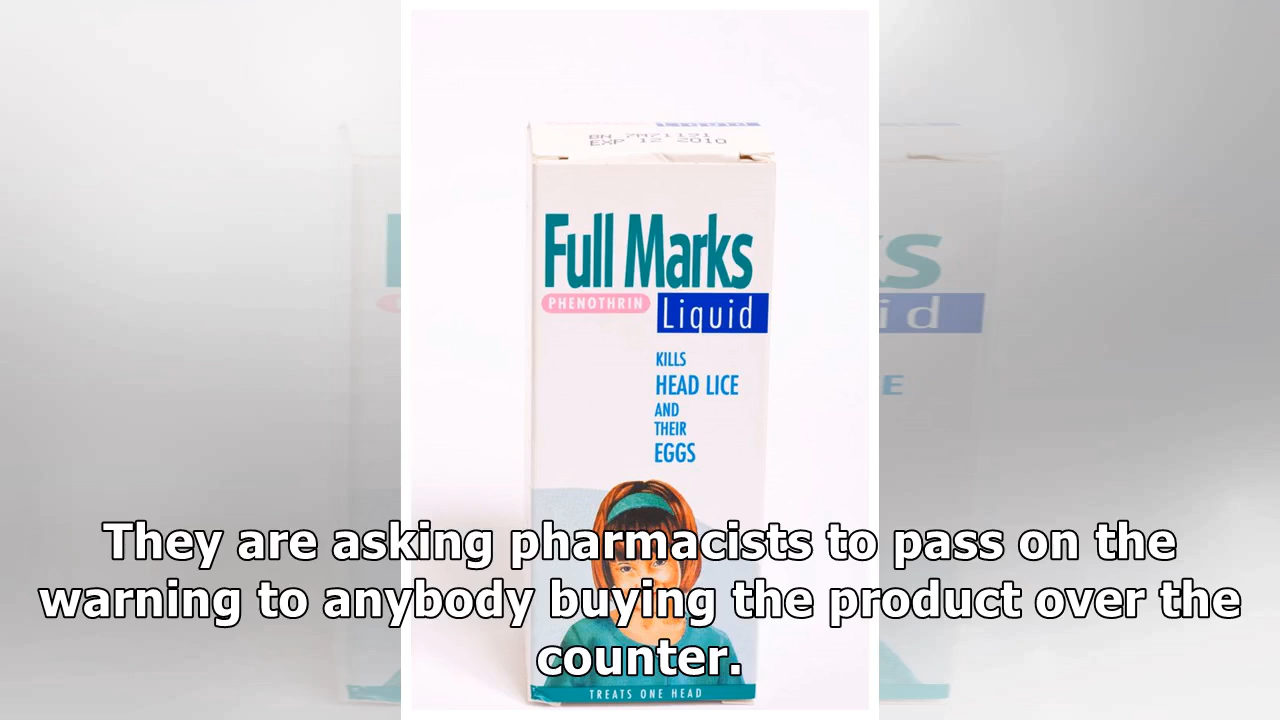 BN 7M71191
EXP 12 2010
Full Marks
PHENOTHRIN
Liquid
KILLS
HEAD LICE
AND
THEIR
EGGS
They are asking pharmacists to pass on the
warning to anybody buying the product over the
counter.
TREATS ONE HEAD